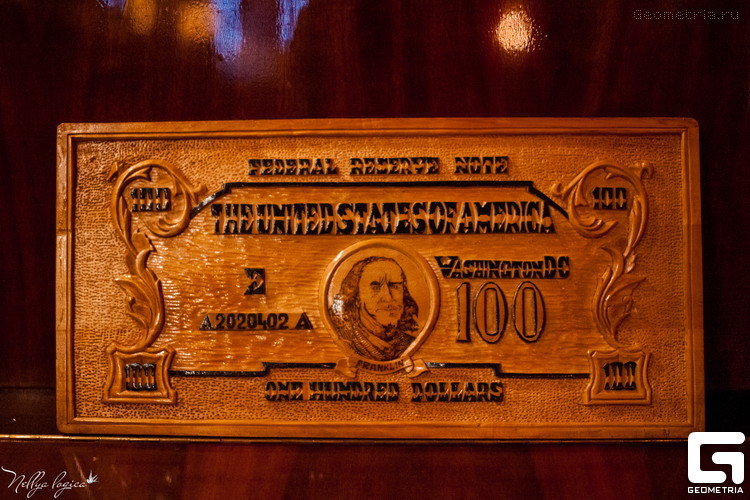 Geometria.ru
FEDERAL RESERVE NOTE
100
100
THE UNITED STATES OF AMERICA
WASHINGTON DC
100
A 2020402 A
FRANKLIN
100
100
ONE HUNDRED DOLLARS
Nellya logica
GEOMETRIA